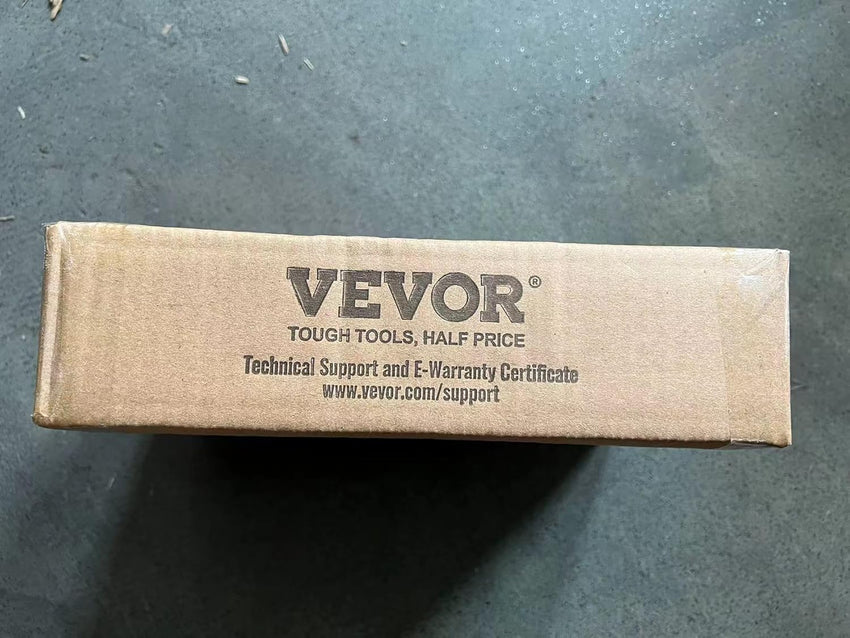 VEVOR®
TOUGH TOOLS, HALF PRICE
Technical Support and E-Warranty Certificate
www.vevor.com/support